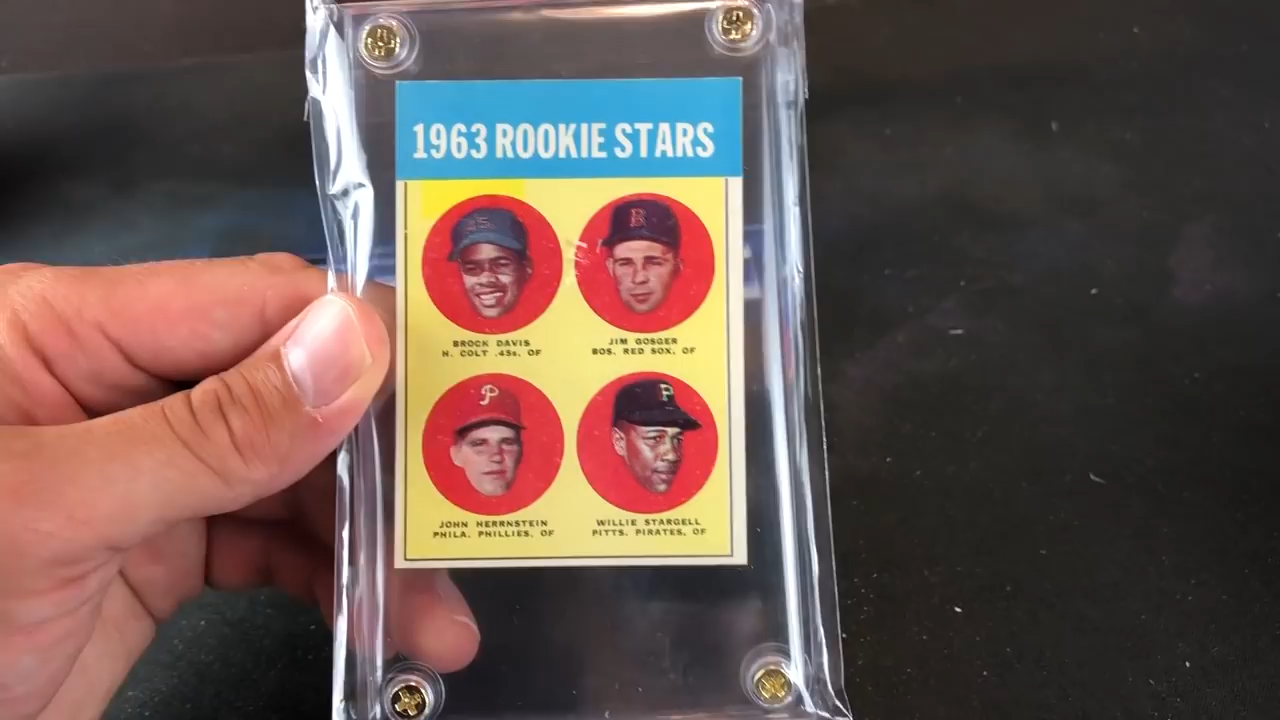 1963 ROOKIE STARS
BROCK DAVIS
H. COLT .45s, OF
JIM GOSGER
BOS. RED SOX, OF
P
JOHN HERRNSTEIN
PHILA. PHILLIES, OF
P
WILLIE STARGELL
PITTS. PIRATES, OF